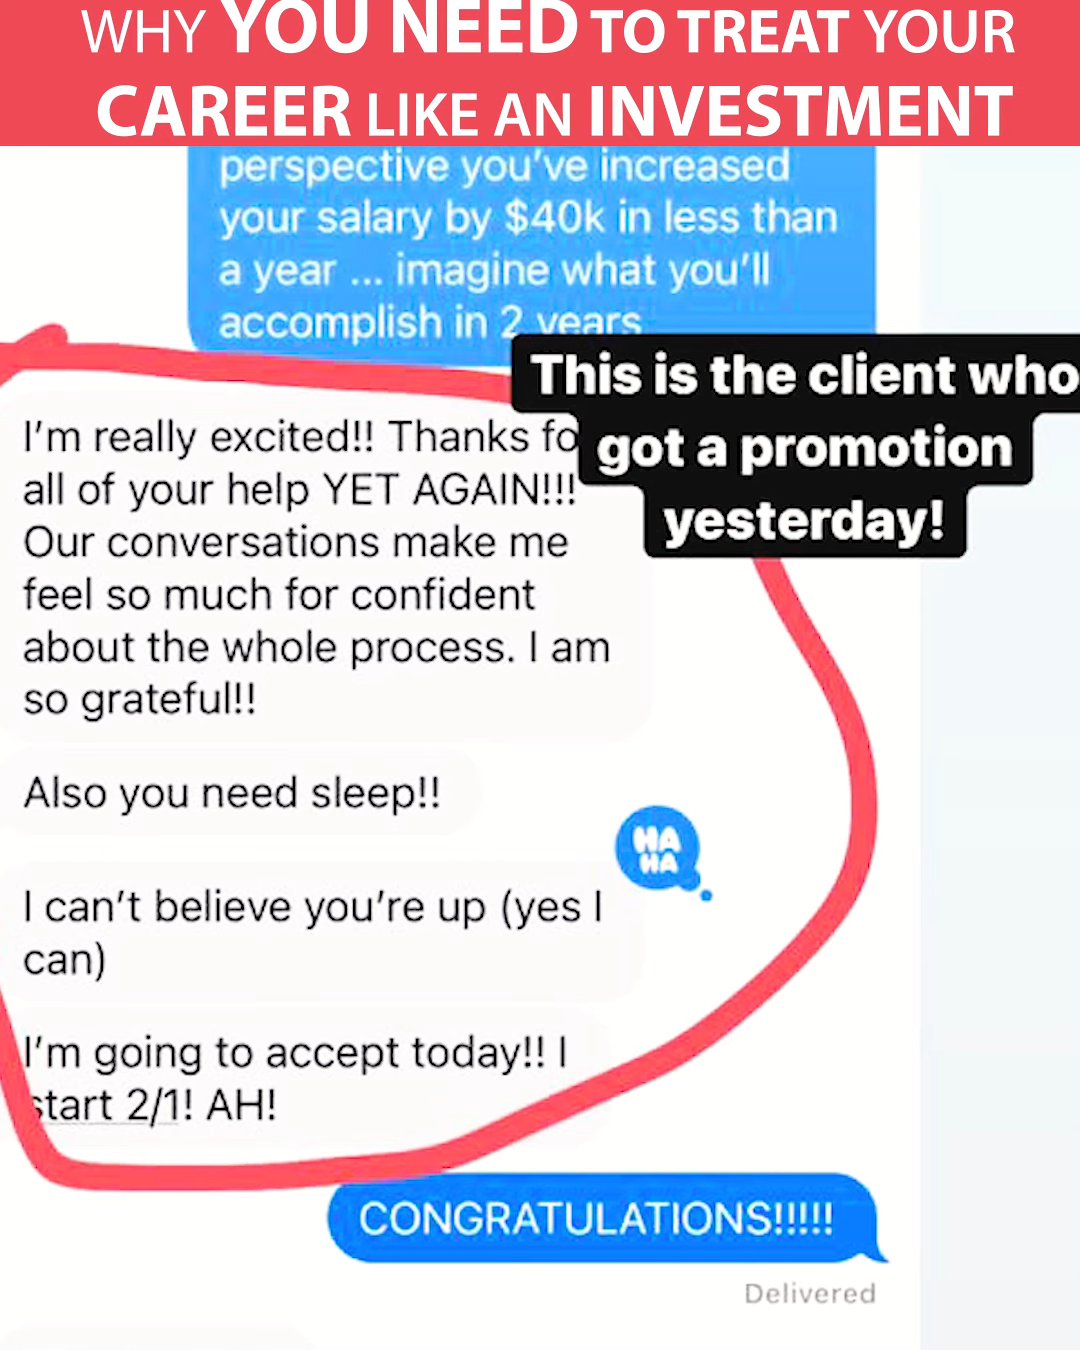 WHY YOU NEED TO TREAT YOUR
CAREER LIKE AN INVESTMENT
perspective you've increased
your salary by $40k in less than
a year ... imagine what you'll
accomplish in 2 years
This is the client who
got a promotion
yesterday!
I'm really excited!! Thanks fo
all of your help YET AGAIN!!!
Our conversations make me
feel so much for confident
about the whole process. I am
so grateful!!
Also you need sleep!!
HA
HA
I can't believe you're up (yes I
can)
I'm going to accept today!! I
start 2/1! AH!
CONGRATULATIONS!!!!!
Delivered